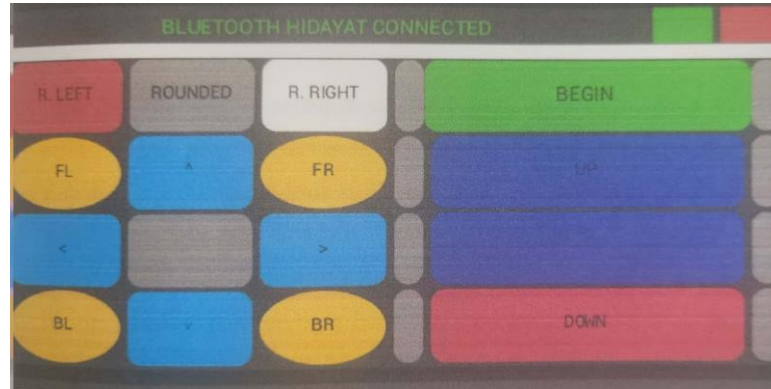 BLUETOOTH HIDAYAT CONNECTED
R. LEFT ROUNDED R. RIGHT BEGIN
FL ^ FR UP
< >
BL ˅ BR DOWN